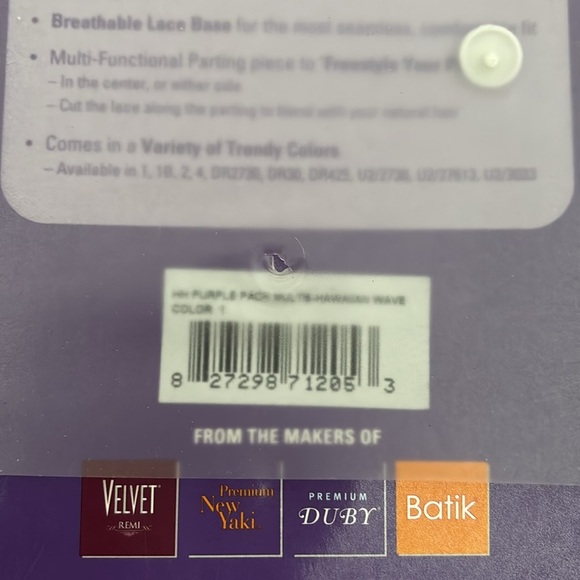 • Breathable Lace Base for the most seamless, comfortable fit
• Multi-Functional Parting piece to 'Freestyle Your
– In the center, or either side
– Cut the lace along the parting to blend with your natural hair
• Comes in a Variety of Trendy Colors
– Available in 1, 1B, 2, 4, DR2730, DR30, DR425, U2/2730, U2/27613, U2/3033
HH PURPLE PACK MULTI6-HAWAIIAN WAVE
COLOR: 1
8 27298 71205 3
FROM THE MAKERS OF
VELVET
REMI
Premium
New
Yaki
PREMIUM
DUBY
Batik